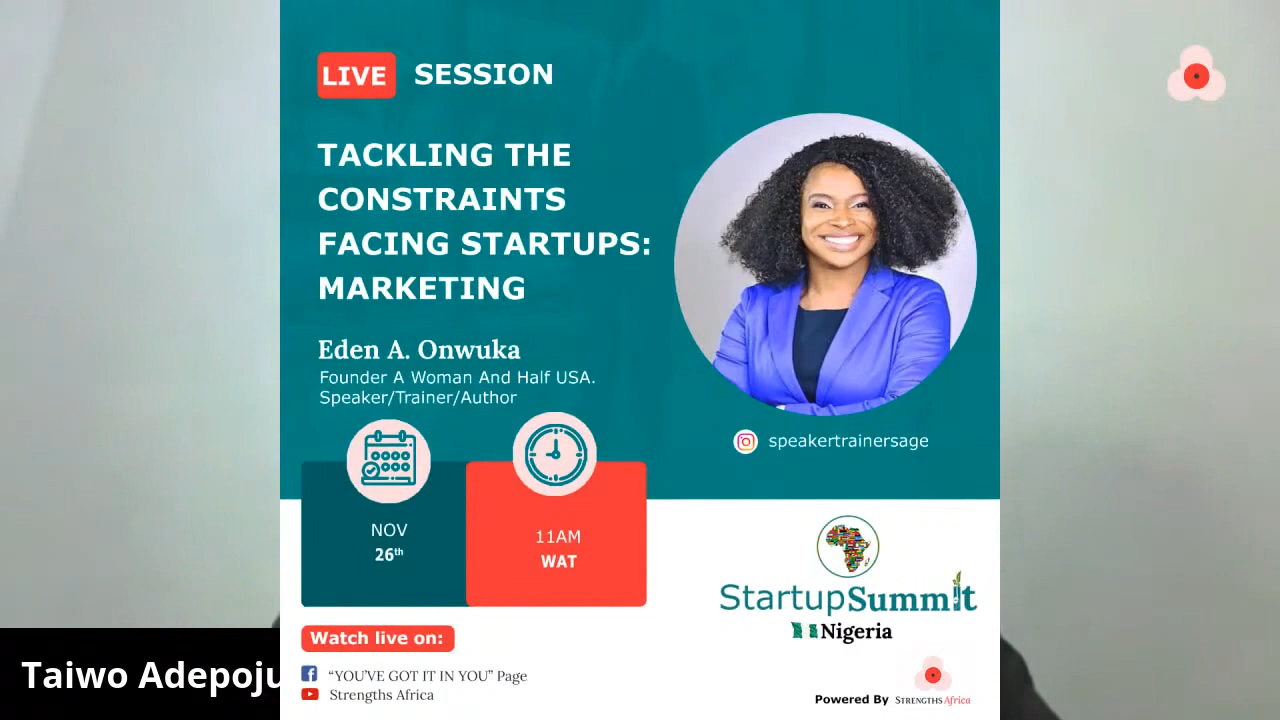 LIVE SESSION
TACKLING THE
CONSTRAINTS
FACING STARTUPS:
MARKETING
Eden A. Onwuka
Founder A Woman And Half USA.
Speaker/Trainer/Author
speakertrainersage
NOV
26th
11AM
WAT
StartupSummit
Nigeria
Watch live on:
"YOU'VE GOT IT IN YOU" Page
Strengths Africa
Powered By STRENGTHS Africa
Taiwo Adepoju